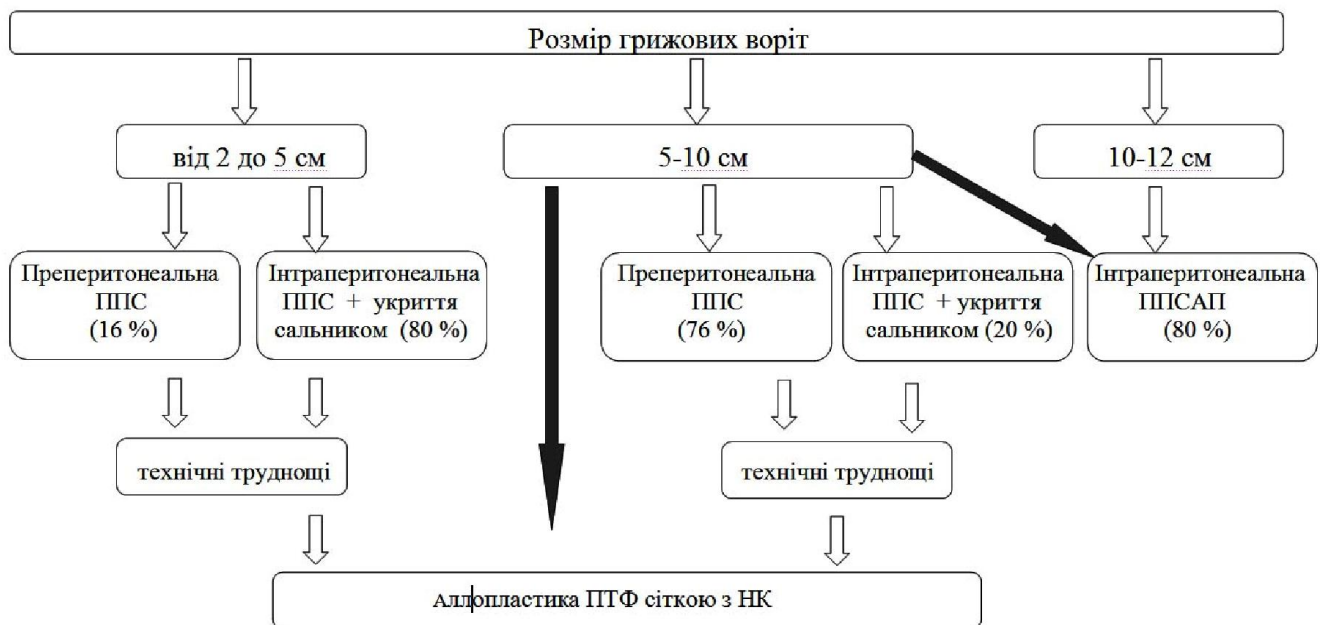 Розмір грижових воріт
від 2 до 5 см
5-10 см
10-12 см
Преперитонеальна
ППС
(16 %)
Інтраперитонеальна
ППС + укриття
сальником (80 %)
Преперитонеальна
ППС
(76 %)
Інтраперитонеальна
ППС + укриття
сальником (20 %)
Інтраперитонеальна
ППСАП
(80 %)
технічні труднощі
технічні труднощі
Аллопластика ПТФ сіткою з НК